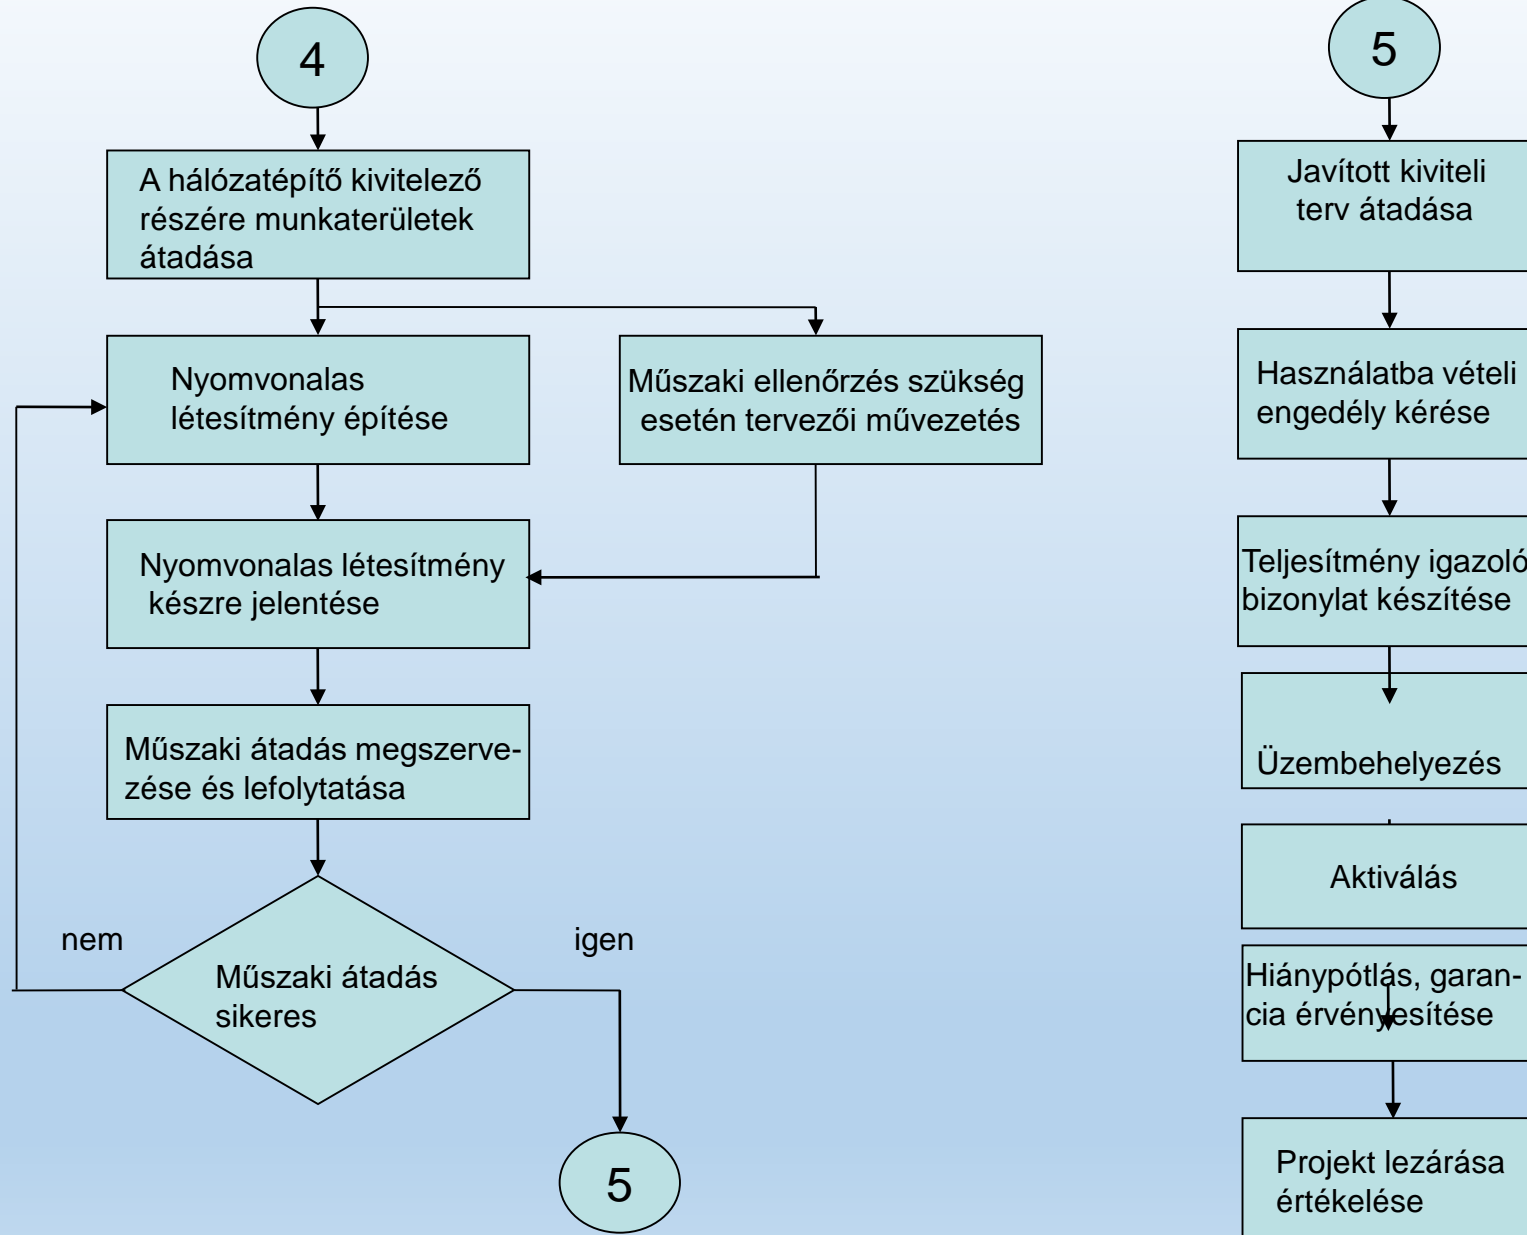 4
A hálózatépítő kivitelező
részére munkaterületek
átadása
Nyomvonalas
létesítmény építése
Műszaki ellenőrzés szükség
esetén tervezői művezetés
Nyomvonalas létesítmény
készre jelentése
Műszaki átadás megszerve-
zése és lefolytatása
nem
igen
Műszaki átadás
sikeres
5
5
Javított kiviteli
terv átadása
Használatba vételi
engedély kérése
Teljesítmény igazoló
bizonylat készítése
Üzembehelyezés
Aktiválás
Hiánypótlás, garan-
cia érvényesítése
Projekt lezárása
értékelése